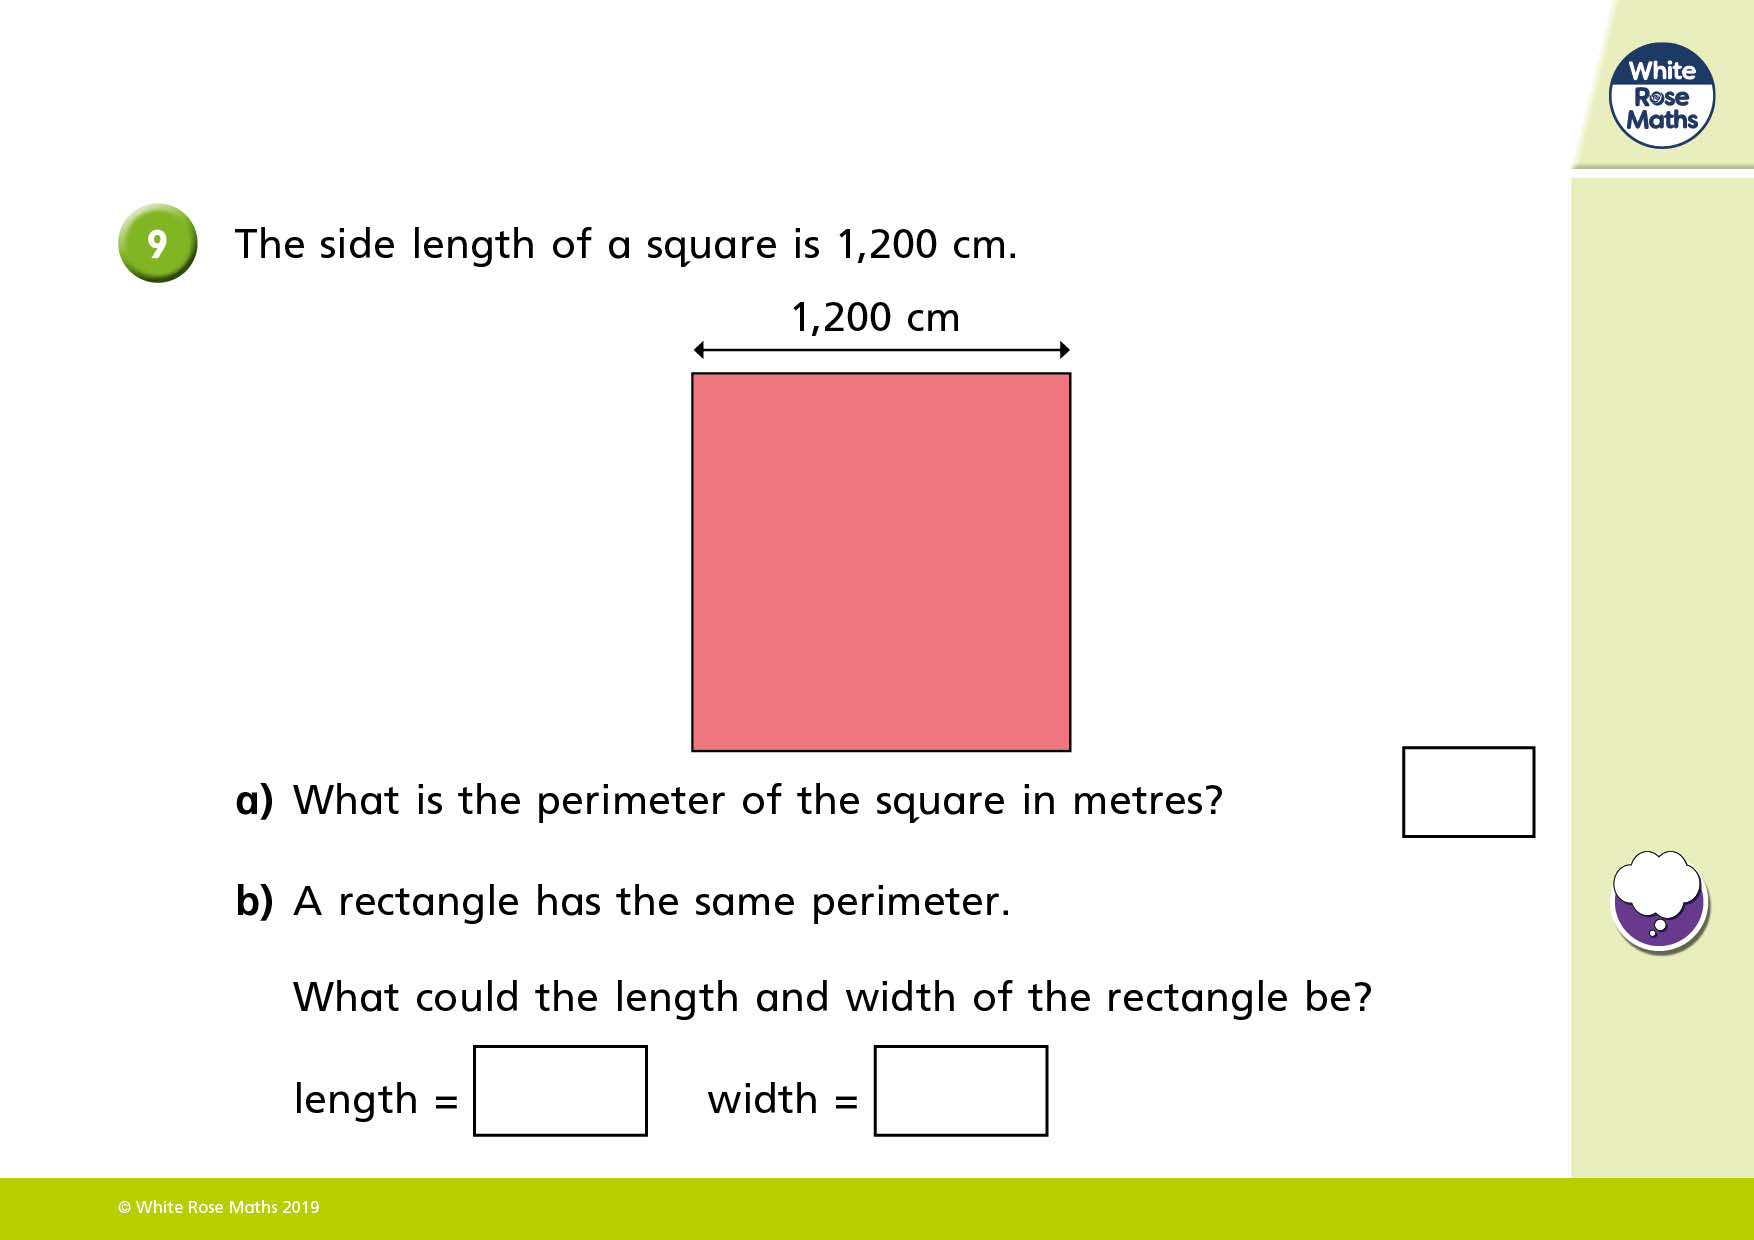 White
Rose
Maths
9 The side length of a square is 1,200 cm.
1,200 cm
a) What is the perimeter of the square in metres?
b) A rectangle has the same perimeter.
What could the length and width of the rectangle be?
length = width =
© White Rose Maths 2019